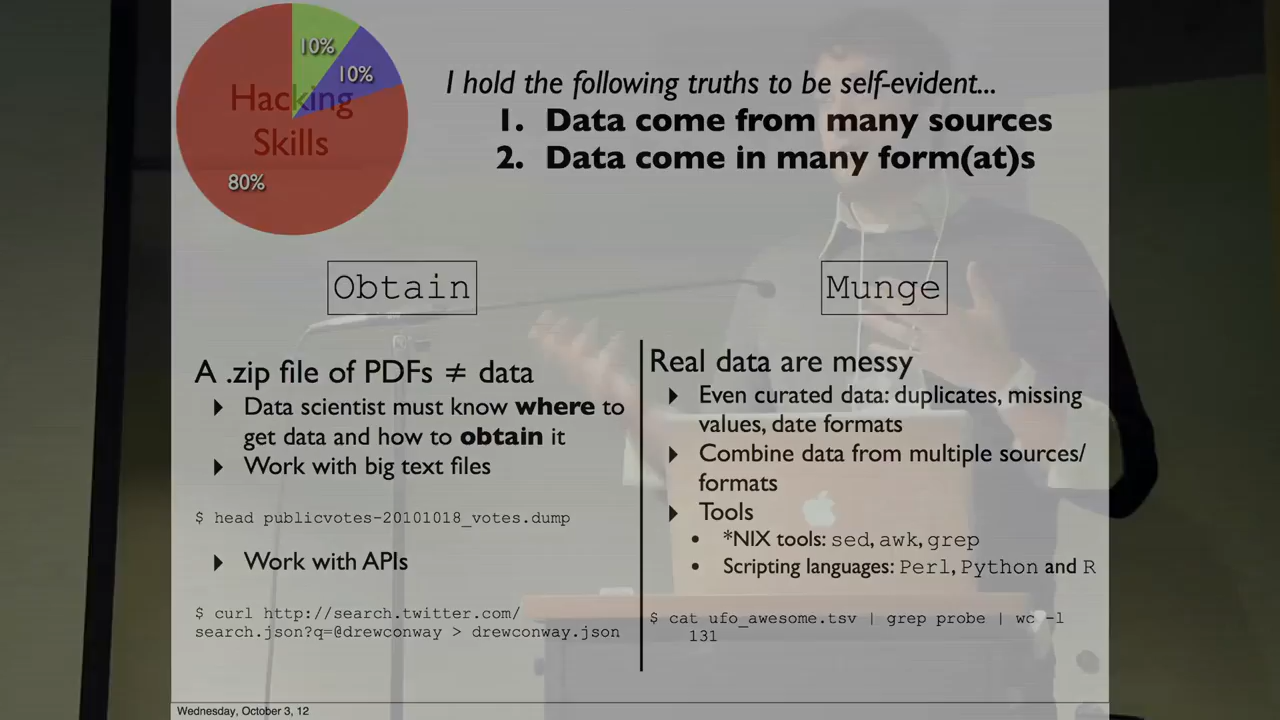 10%
10%
Hacking
Skills
80%
I hold the following truths to be self-evident...
1. Data come from many sources
2. Data come in many form(at)s
Obtain
A .zip file of PDFs ≠ data
Data scientist must know where to
get data and how to obtain it
Work with big text files
$ head publicvotes-20101018_votes.dump
Work with APIs
$ curl http://search.twitter.com/
search.json?q=@drewconway > drewconway.json
Munge
Real data are messy
Even curated data: duplicates, missing
values, date formats
Combine data from multiple sources/
formats
Tools
*NIX tools: sed, awk, grep
Scripting languages: Perl, Python and R
$ cat ufo_awesome.tsv | grep probe | wc -l
131
Wednesday, October 3, 12